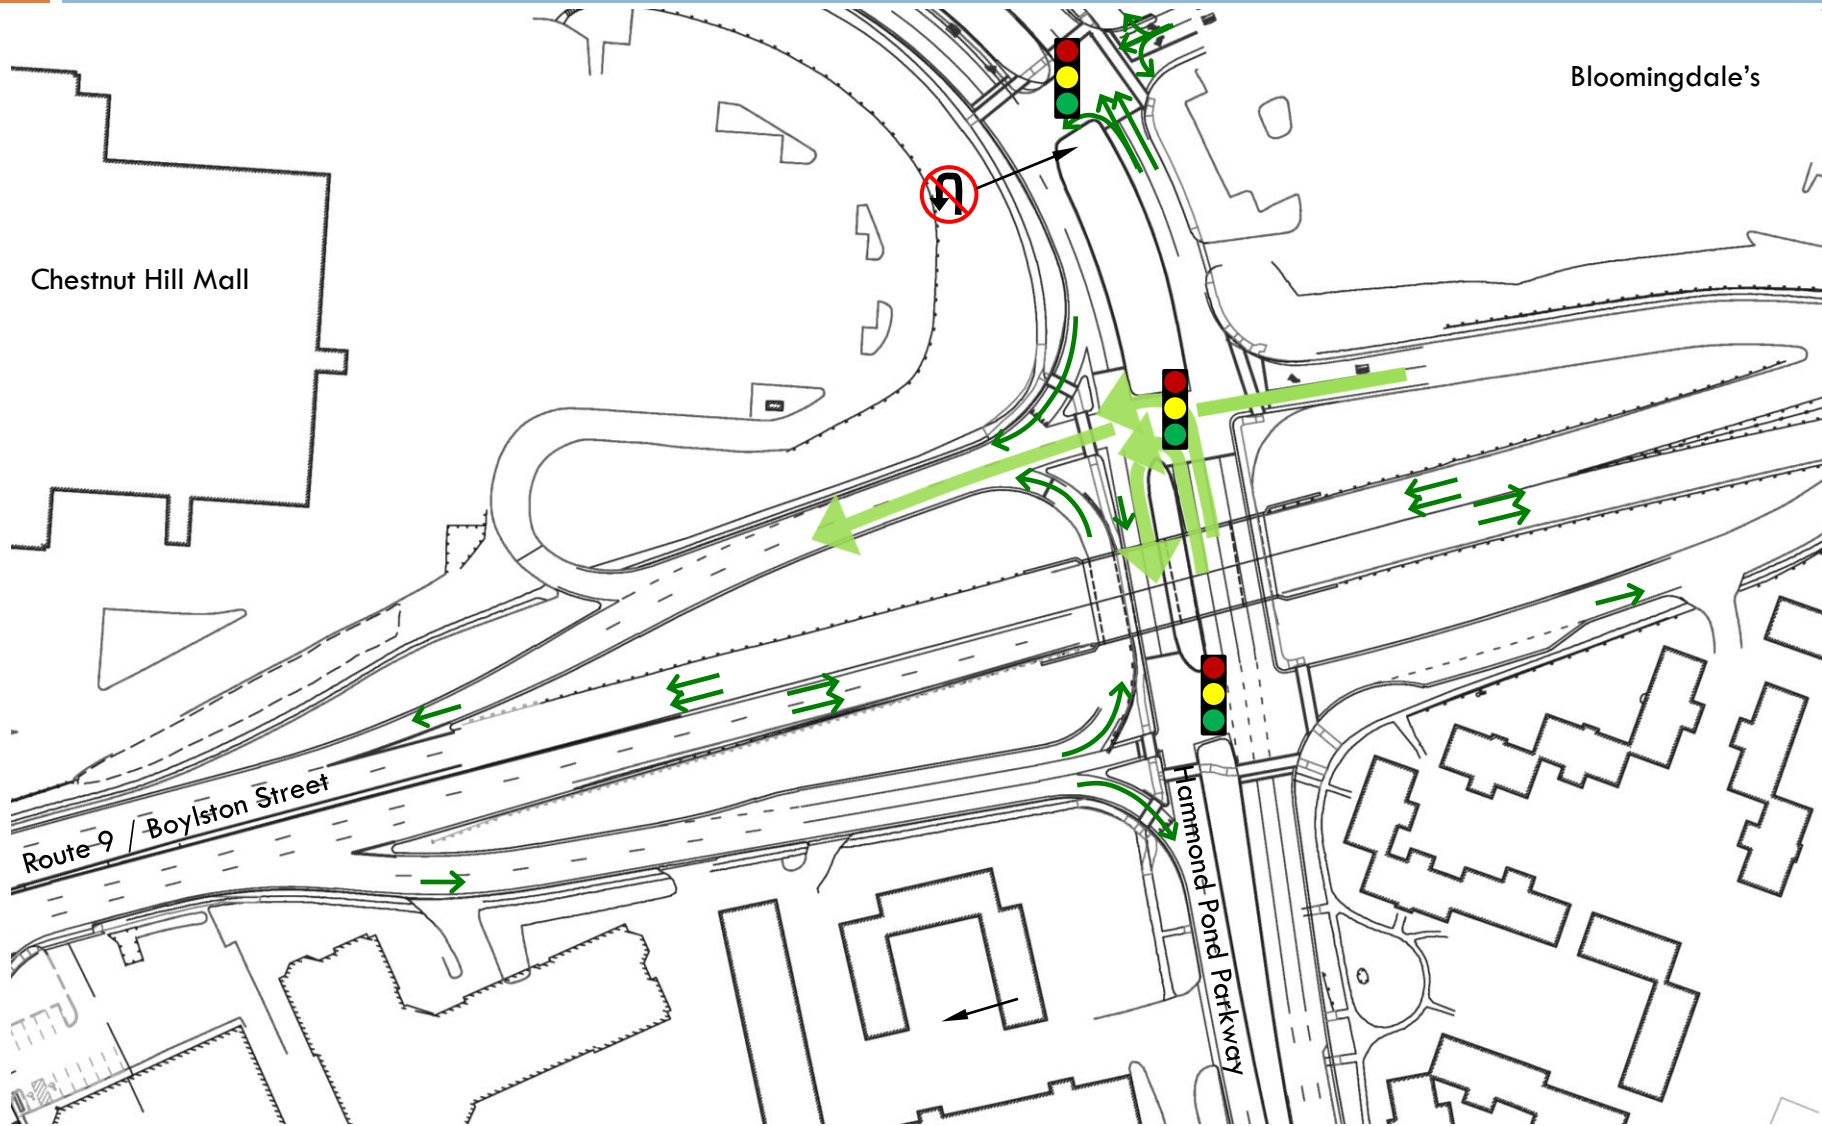 Bloomingdale's
Chestnut Hill Mall
Route 9 / Boylston Street
Hammond Pond Parkway